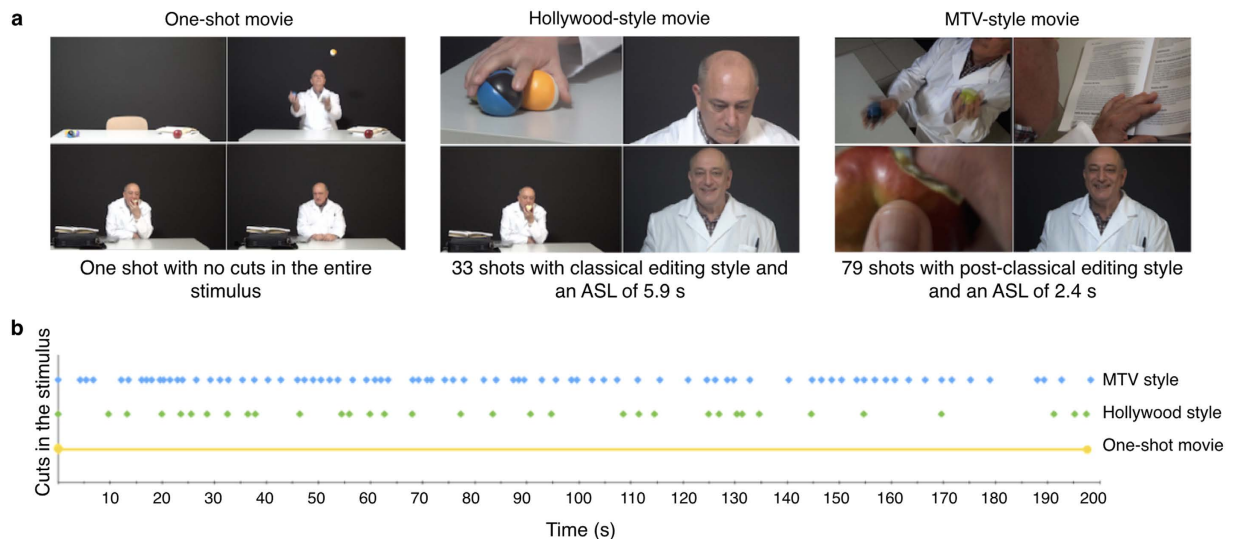 a
One-shot movie
Hollywood-style movie
MTV-style movie
One shot with no cuts in the entire
stimulus
33 shots with classical editing style and
an ASL of 5.9 s
79 shots with post-classical editing style
and an ASL of 2.4 s
b
Cuts in the stimulus
MTV style
Hollywood style
One-shot movie
10 20 30 40 50 60 70 80 90 100 110 120 130 140 150 160 170 180 190 200
Time (s)